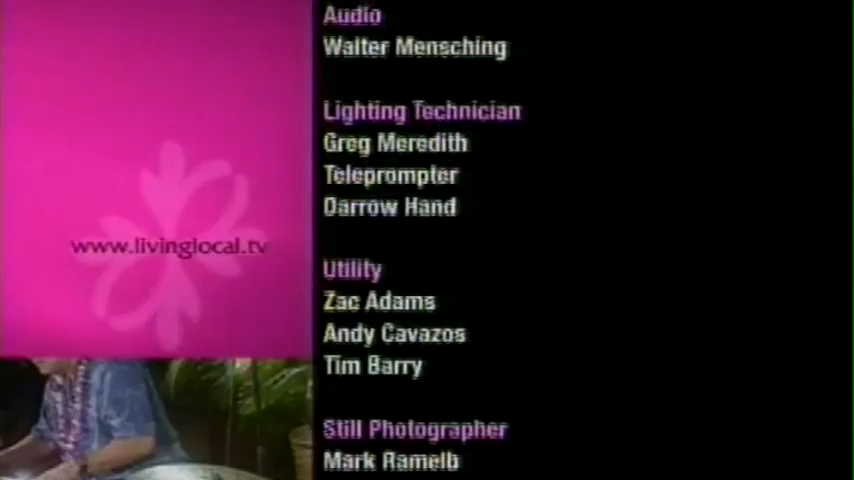 Audio
Walter Mensching
Lighting Technician
Greg Meredith
Teleprompter
Darrow Hand
Utility
Zac Adams
Andy Cavazos
Tim Barry
Still Photographer
Mark Ramelb
www.livinglocal.tv